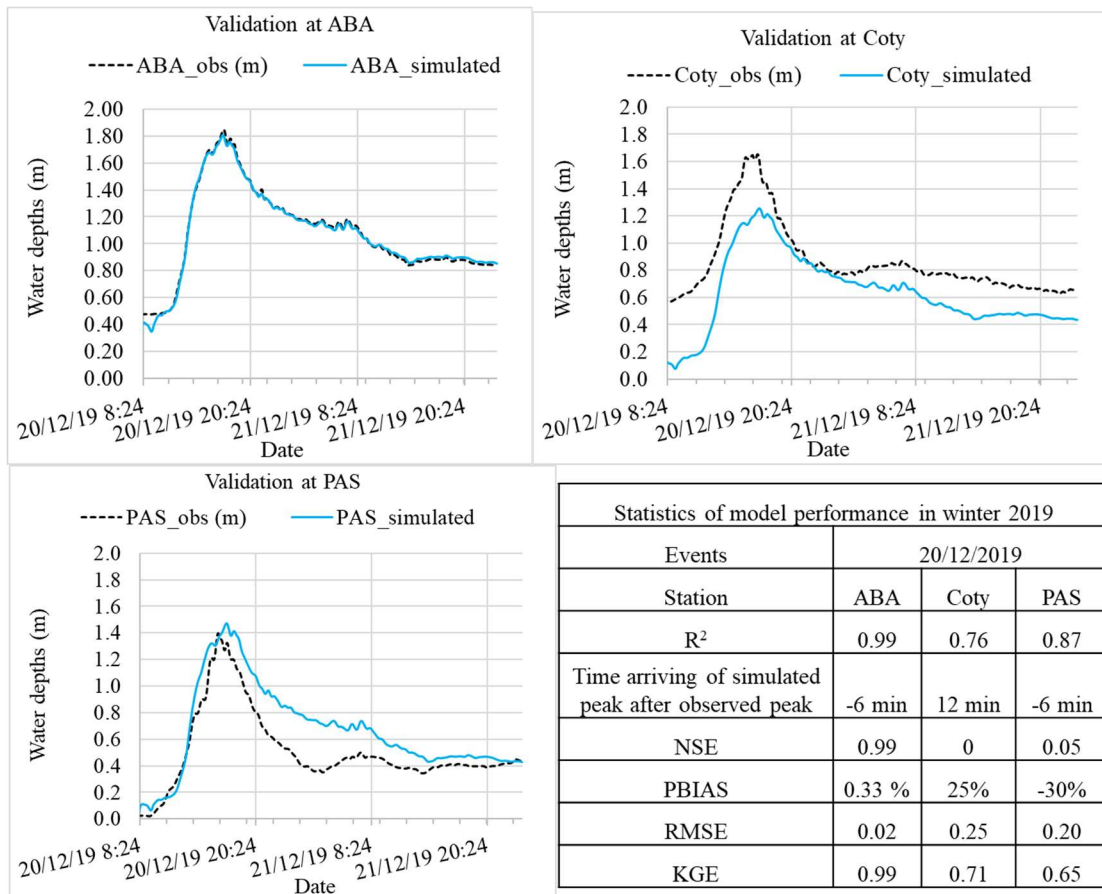 Validation at ABA
ABA_obs (m) ABA_simulated
Water depths (m)
2.00
1.80
1.60
1.40
1.20
1.00
0.80
0.60
0.40
0.20
0.00
20/12/19 8:24 20/12/19 20:24 21/12/19 8:24 21/12/19 20:24
Date
Validation at Coty
Coty_obs (m) Coty_simulated
Water depths (m)
2.0
1.8
1.6
1.4
1.2
1.0
0.8
0.6
0.4
0.2
0.0
20/12/19 8:24 20/12/19 20:24 21/12/19 8:24 21/12/19 20:24
Date
Validation at PAS
PAS_obs (m) PAS_simulated
Water depths (m)
2.0
1.8
1.6
1.4
1.2
1.0
0.8
0.6
0.4
0.2
0.0
20/12/19 8:24 20/12/19 20:24 21/12/19 8:24 21/12/19 20:24
Date
Statistics of model performance in winter 2019
Events 20/12/2019
Station ABA Coty PAS
R² 0.99 0.76 0.87
Time arriving of simulated
peak after observed peak -6 min 12 min -6 min
NSE 0.99 0 0.05
PBIAS 0.33 % 25% -30%
RMSE 0.02 0.25 0.20
KGE 0.99 0.71 0.65